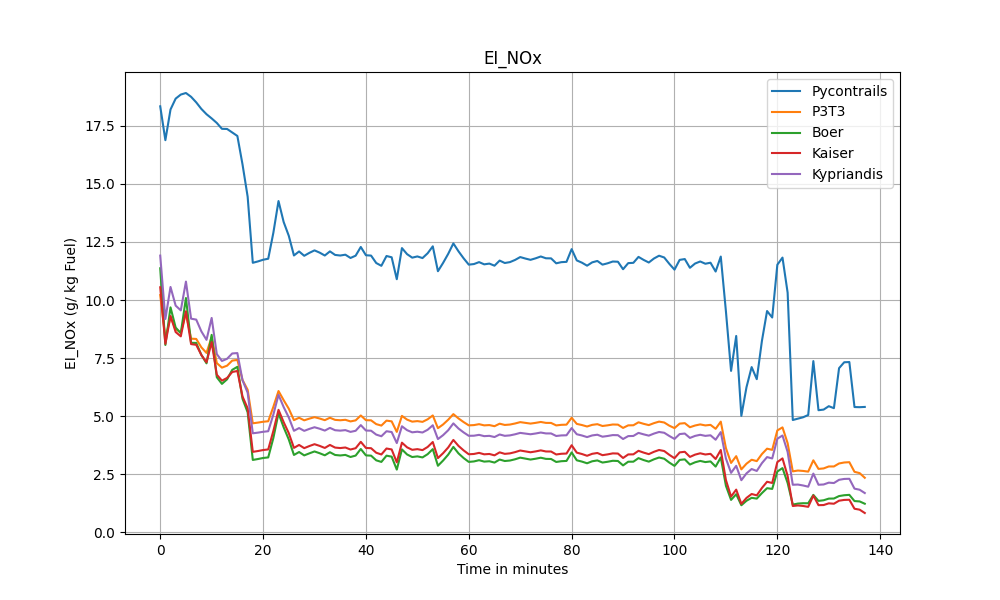 EI_NOx
EI_NOx (g/ kg Fuel)
17.5
15.0
12.5
10.0
7.5
5.0
2.5
0.0
Pycontrails
P3T3
Boer
Kaiser
Kypriandis
0 20 40 60 80 100 120 140
Time in minutes